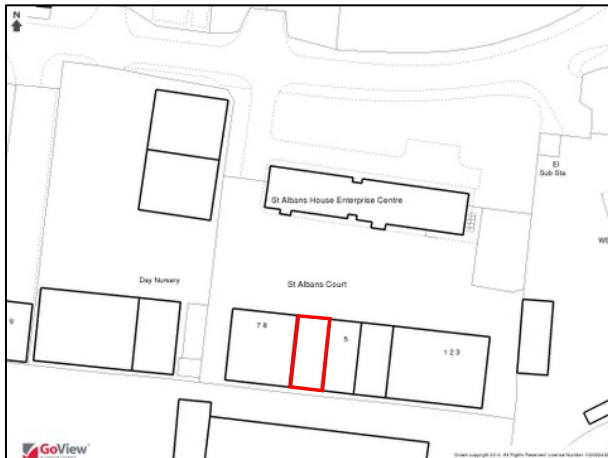 N
El
Sub Sta
St Albans House Enterprise Centre
Day Nursery
St Albans Court
9
7 8
5
1 2 3
GoView